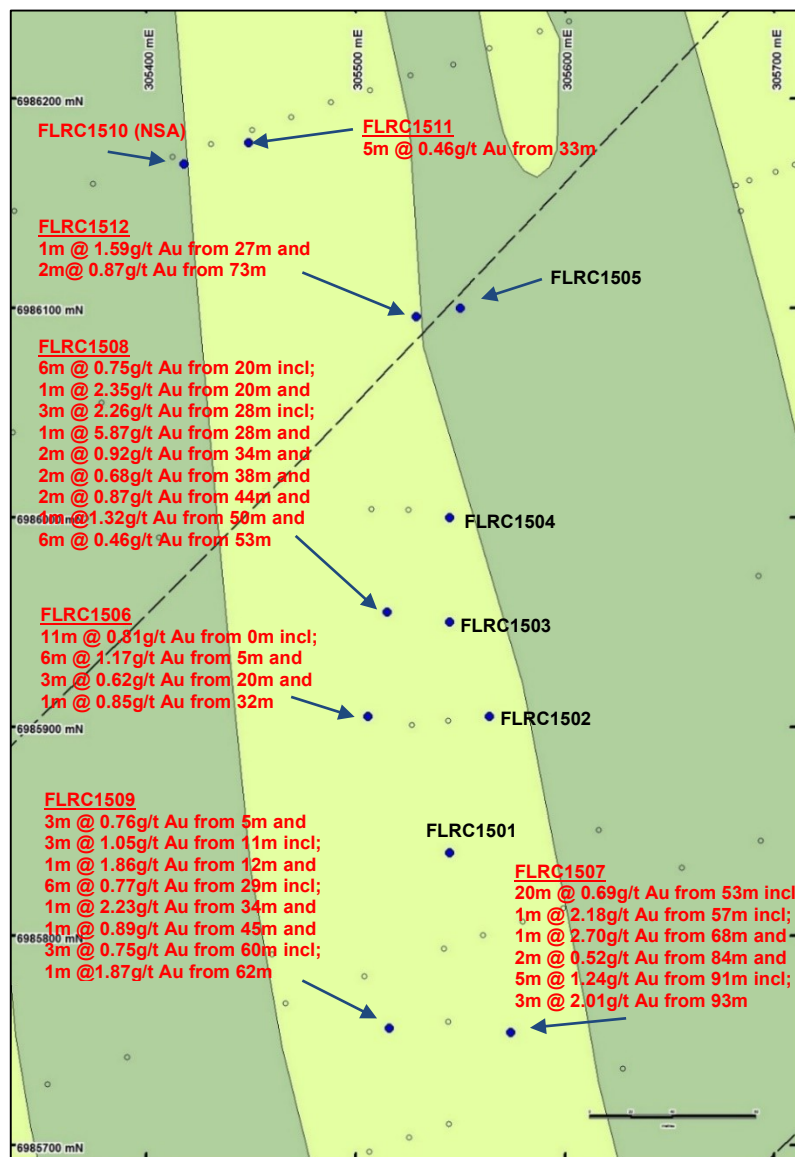 305400 mE
305500 mE
305600 mE
305700 mE
6986200 mN
FLRC1510 (NSA)
FLRC1511
5m @ 0.46g/t Au from 33m
FLRC1512
1m @ 1.59g/t Au from 27m and
2m@ 0.87g/t Au from 73m
FLRC1505
6986100 mN
FLRC1508
6m @ 0.75g/t Au from 20m incl;
1m @ 2.35g/t Au from 20m and
3m @ 2.26g/t Au from 28m incl;
1m @ 5.87g/t Au from 28m and
2m @ 0.92g/t Au from 34m and
2m @ 0.68g/t Au from 38m and
2m @ 0.87g/t Au from 44m and
1m @ 1.32g/t Au from 50m and
6m @ 0.46g/t Au from 53m
6986000 mN
FLRC1504
FLRC1503
FLRC1506
11m @ 0.81g/t Au from 0m incl;
6m @ 1.17g/t Au from 5m and
3m @ 0.62g/t Au from 20m and
1m @ 0.85g/t Au from 32m
FLRC1502
6985900 mN
FLRC1509
3m @ 0.76g/t Au from 5m and
3m @ 1.05g/t Au from 11m incl;
1m @ 1.86g/t Au from 12m and
6m @ 0.77g/t Au from 29m incl;
1m @ 2.23g/t Au from 34m and
1m @ 0.89g/t Au from 45m and
3m @ 0.75g/t Au from 60m incl;
1m @1.87g/t Au from 62m
FLRC1501
FLRC1507
20m @ 0.69g/t Au from 53m incl
1m @ 2.18g/t Au from 57m incl;
1m @ 2.70g/t Au from 68m and
2m @ 0.52g/t Au from 84m and
5m @ 1.24g/t Au from 91m incl;
3m @ 2.01g/t Au from 93m
6985800 mN
6985700 mN